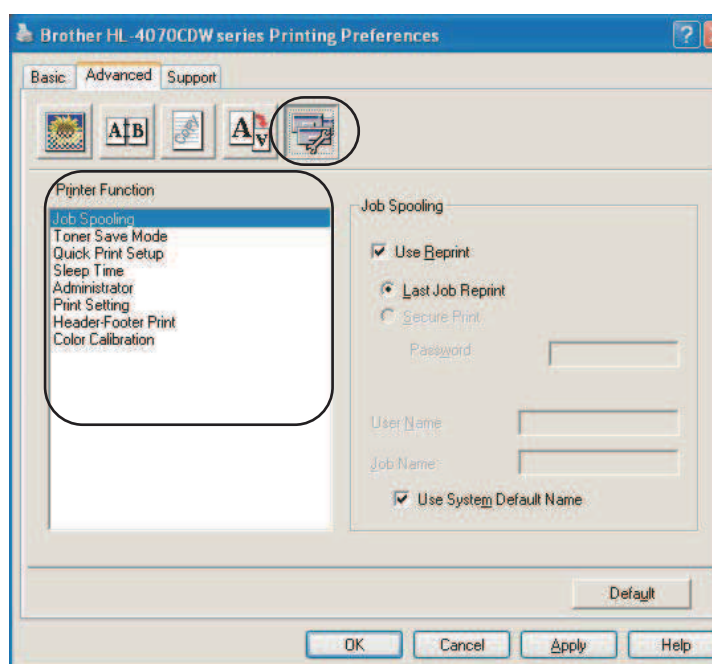 Brother HL-4070CDW series Printing Preferences
?
Basic Advanced Support
A B
Copy
A
Printer Function
Job Spooling
Toner Save Mode
Quick Print Setup
Sleep Time
Administrator
Print Setting
Header-Footer Print
Color Calibration
Job Spooling
Use Reprint
Last Job Reprint
Secure Print
Password
User Name
Job Name
Use System Default Name
Default
OK Cancel Apply Help